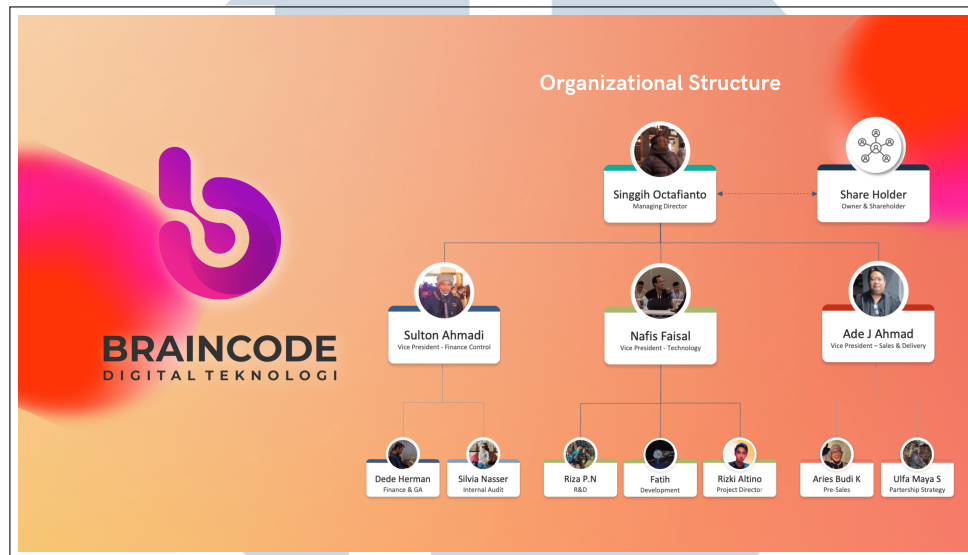 Organizational Structure
Singgih Octafianto
Managing Director
Share Holder
Owner & Shareholder
BRAINCODE
DIGITAL TEKNOLOGI
Sulton Ahmadi
Vice President - Finance Control
Nafis Faisal
Vice President - Technology
Ade J Ahmad
Vice President – Sales & Delivery
Dede Herman
Finance & GA
Silvia Nasser
Internal Audit
Riza P.N
R&D
Fatih
Development
Rizki Altino
Project Director
Aries Budi K
Pre-Sales
Ulfa Maya S
Partership Strategy